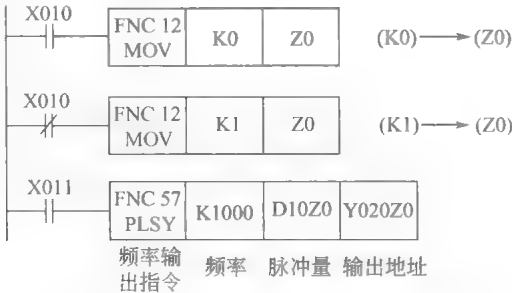 X010
FNC 12 MOV K0 Z0 (K0) → (Z0)
X010
FNC 12 MOV K1 Z0 (K1) → (Z0)
X011
FNC 57 PLSY K1000 D10Z0 Y020Z0
频率输出指令 频率 脉冲量 输出地址